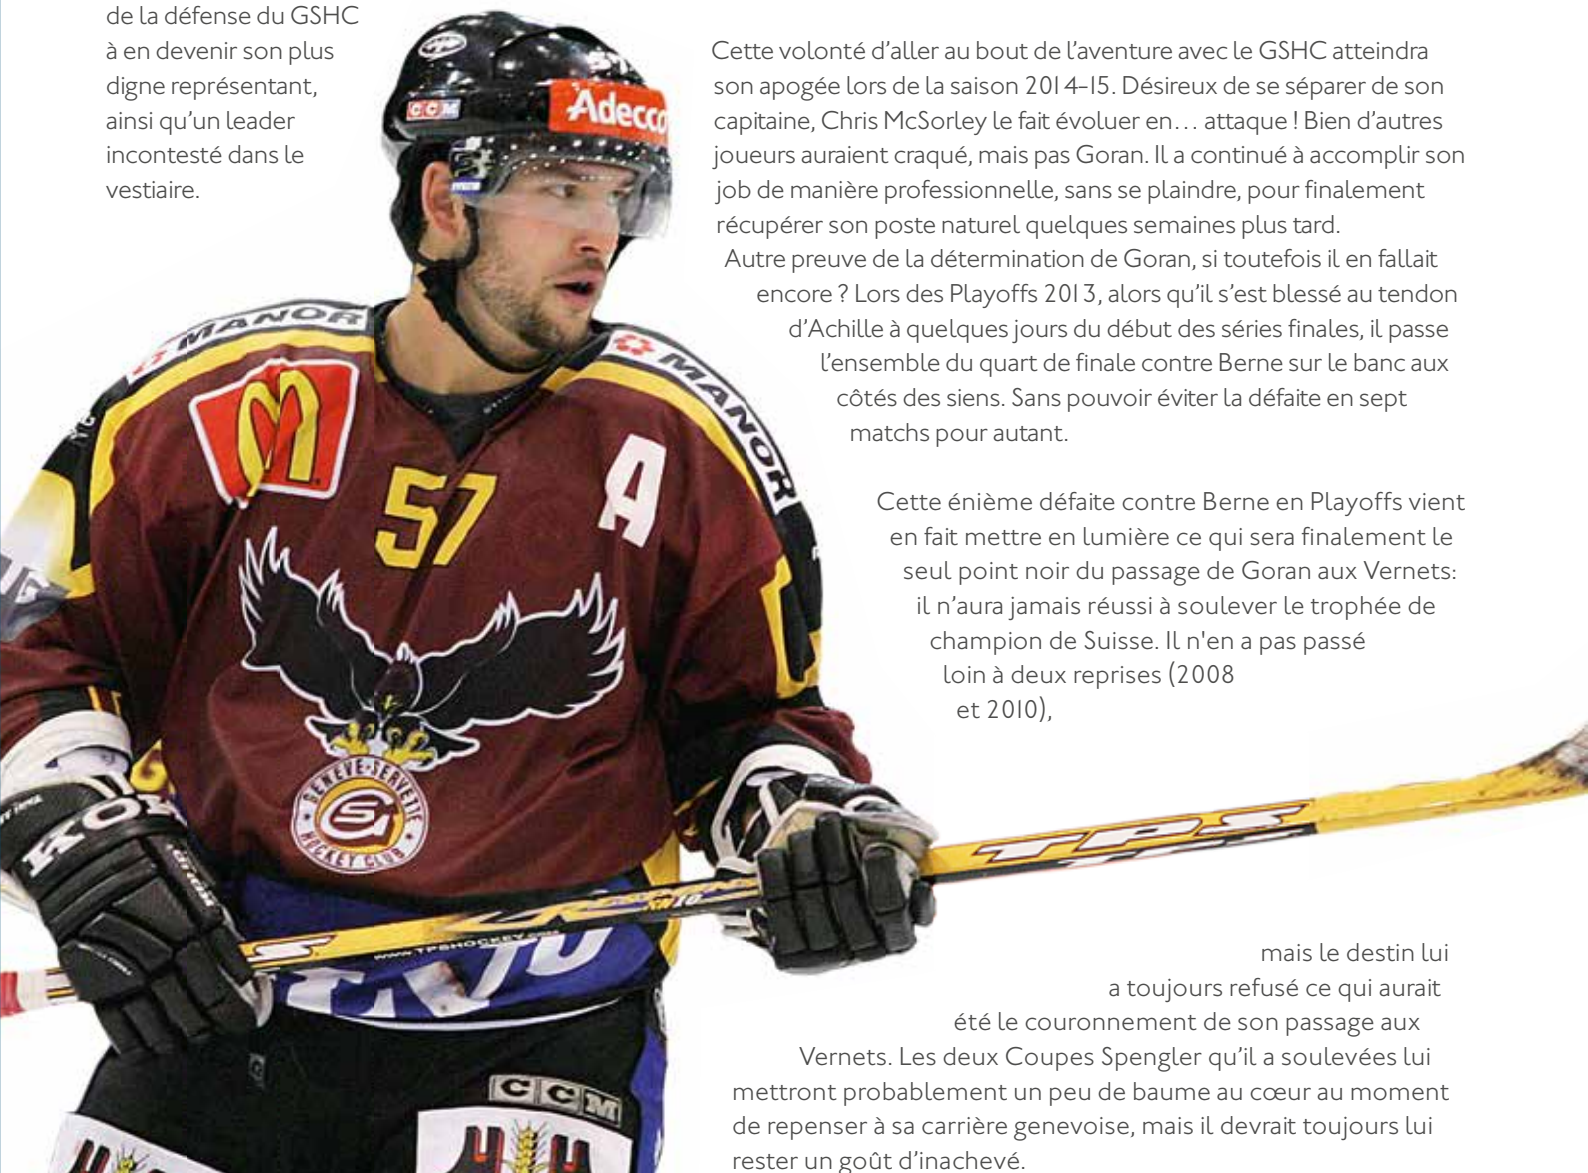 de la défense du GSHC
à en devenir son plus
digne représentant,
ainsi qu’un leader
incontesté dans le
vestiaire.
Cette volonté d’aller au bout de l’aventure avec le GSHC atteindra
son apogée lors de la saison 2014-15. Désireux de se séparer de son
capitaine, Chris McSorley le fait évoluer en… attaque ! Bien d’autres
joueurs auraient craqué, mais pas Goran. Il a continué à accomplir son
job de manière professionnelle, sans se plaindre, pour finalement
récupérer son poste naturel quelques semaines plus tard.
Autre preuve de la détermination de Goran, si toutefois il en fallait
encore ? Lors des Playoffs 2013, alors qu’il s’est blessé au tendon
d’Achille à quelques jours du début des séries finales, il passe
l’ensemble du quart de finale contre Berne sur le banc aux
côtés des siens. Sans pouvoir éviter la défaite en sept
matchs pour autant.
Cette énième défaite contre Berne en Playoffs vient
en fait mettre en lumière ce qui sera finalement le
seul point noir du passage de Goran aux Vernets:
il n’aura jamais réussi à soulever le trophée de
champion de Suisse. Il n'en a pas passé
loin à deux reprises (2008
et 2010),
mais le destin lui
a toujours refusé ce qui aurait
été le couronnement de son passage aux
Vernets. Les deux Coupes Spengler qu’il a soulevées lui
mettront probablement un peu de baume au cœur au moment
de repenser à sa carrière genevoise, mais il devrait toujours lui
rester un goût d’inachevé.
CCM
Adecco
MANOR
MANOR
M
57
A
GENÈVE-SERVETTE
HOCKEY CLUB
GS
TPS
RESPONSE
XN10
www.TPSHOCKEY.com
CCM